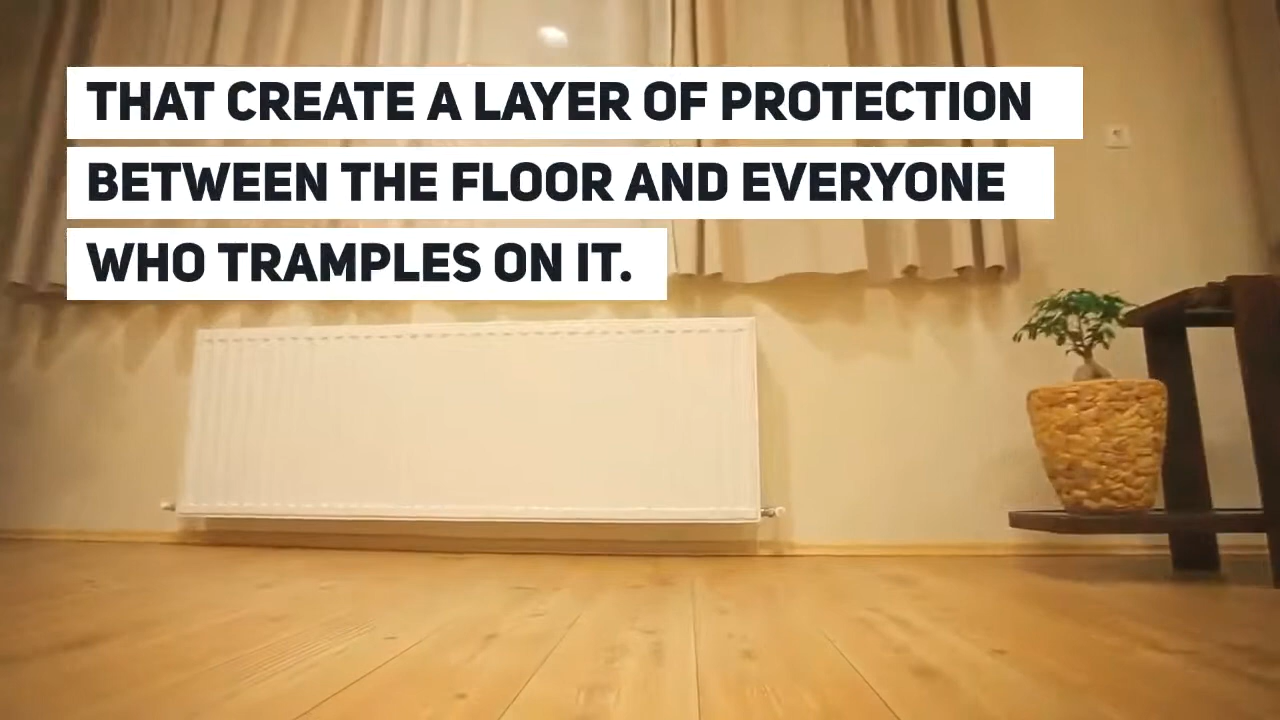 THAT CREATE A LAYER OF PROTECTION
BETWEEN THE FLOOR AND EVERYONE
WHO TRAMPLES ON IT.